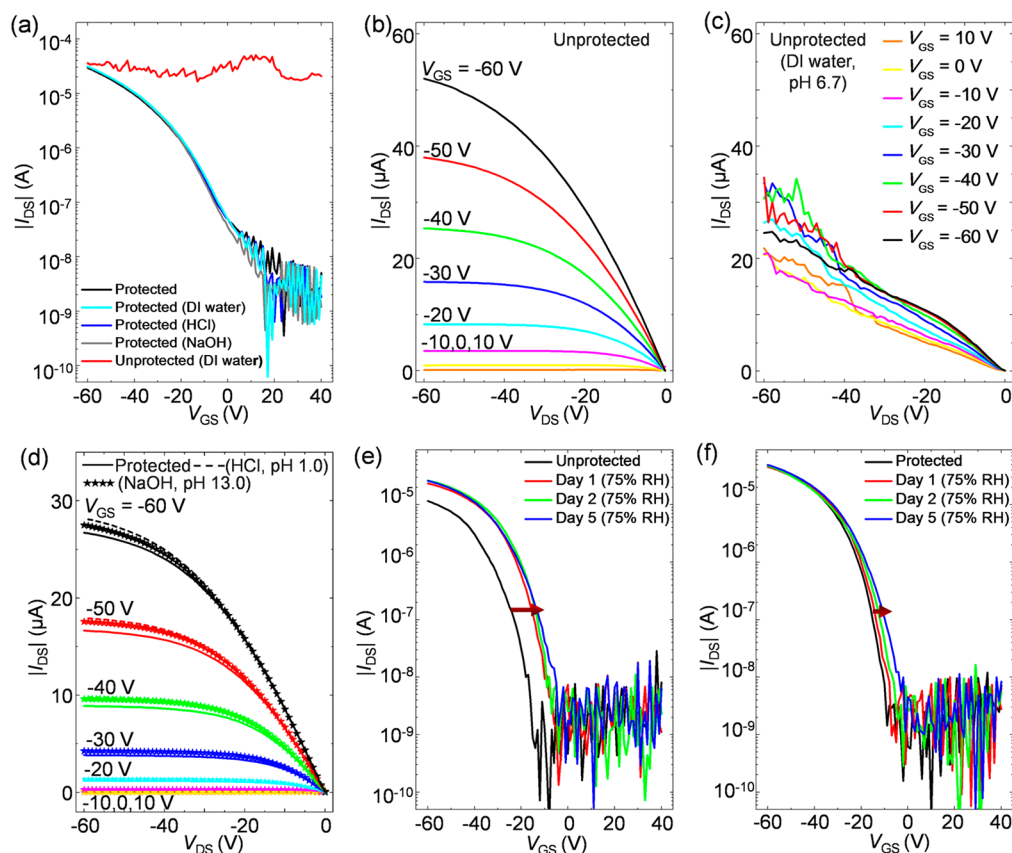 (a)
10⁻⁴
10⁻⁵
10⁻⁶
10⁻⁷
10⁻⁸
10⁻⁹
10⁻¹⁰
|I_DS| (A)
Protected
Protected (DI water)
Protected (HCl)
Protected (NaOH)
Unprotected (DI water)
-60 -40 -20 0 20 40
V_GS (V)
(b)
Unprotected
60
40
20
0
|I_DS| (µA)
V_GS = -60 V
-50 V
-40 V
-30 V
-20 V
-10,0,10 V
-60 -40 -20 0
V_DS (V)
(c)
Unprotected
(DI water,
pH 6.7)
60
40
20
0
|I_DS| (µA)
V_GS = 10 V
V_GS = 0 V
V_GS = -10 V
V_GS = -20 V
V_GS = -30 V
V_GS = -40 V
V_GS = -50 V
V_GS = -60 V
-60 -40 -20 0
V_DS (V)
(d)
Protected (HCl, pH 1.0)
(NaOH, pH 13.0)
30
20
10
0
|I_DS| (µA)
V_GS = -60 V
-50 V
-40 V
-30 V
-20 V
-10,0,10 V
-60 -40 -20 0
V_DS (V)
(e)
10⁻⁵
10⁻⁶
10⁻⁷
10⁻⁸
10⁻⁹
10⁻¹⁰
|I_DS| (A)
Unprotected
Day 1 (75% RH)
Day 2 (75% RH)
Day 5 (75% RH)
-60 -40 -20 0 20 40
V_GS (V)
(f)
10⁻⁵
10⁻⁶
10⁻⁷
10⁻⁸
10⁻⁹
10⁻¹⁰
|I_DS| (A)
Protected
Day 1 (75% RH)
Day 2 (75% RH)
Day 5 (75% RH)
-60 -40 -20 0 20 40
V_GS (V)